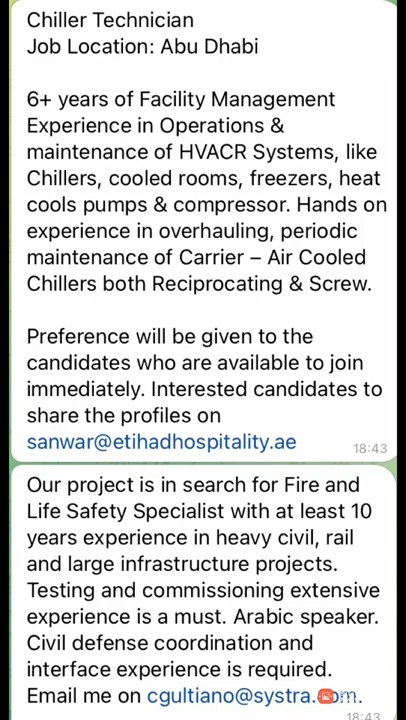 Chiller Technician
Job Location: Abu Dhabi
6+ years of Facility Management
Experience in Operations &
maintenance of HVACR Systems, like
Chillers, cooled rooms, freezers, heat
cools pumps & compressor. Hands on
experience in overhauling, periodic
maintenance of Carrier – Air Cooled
Chillers both Reciprocating & Screw.
Preference will be given to the
candidates who are available to join
immediately. Interested candidates to
share the profiles on
sanwar@etihadhospitality.ae 18:43
Our project is in search for Fire and
Life Safety Specialist with at least 10
years experience in heavy civil, rail
and large infrastructure projects.
Testing and commissioning extensive
experience is a must. Arabic speaker.
Civil defense coordination and
interface experience is required.
Email me on cgultiano@systra.com.
18:43